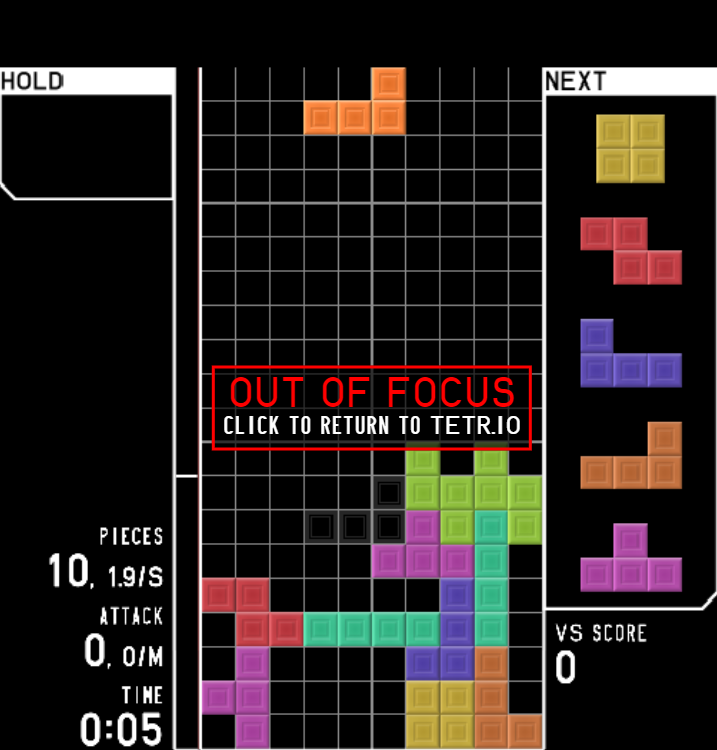 HOLD
NEXT
OUT OF FOCUS
CLICK TO RETURN TO TETR.IO
PIECES
10, 1.9/S
ATTACK
0, 0/M
TIME
0:05
VS SCORE
0